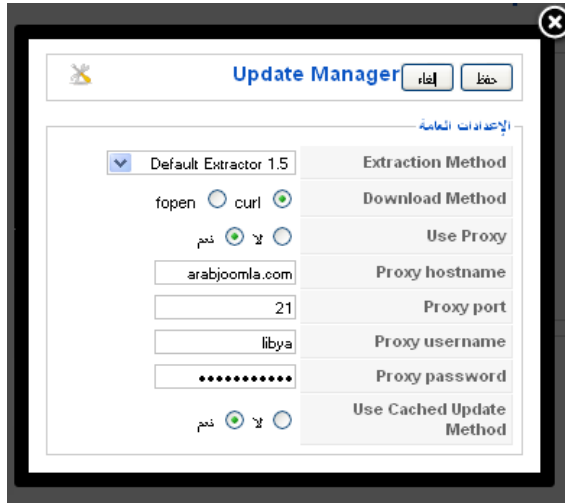 Update Manager إلغاء حفظ
الإعدادات العامة
Extraction Method Default Extractor 1.5
Download Method curl fopen
Use Proxy لا نعم
Proxy hostname arabjoomla.com
Proxy port 21
Proxy username libya
Proxy password •••••••••••
Use Cached Update Method لا نعم